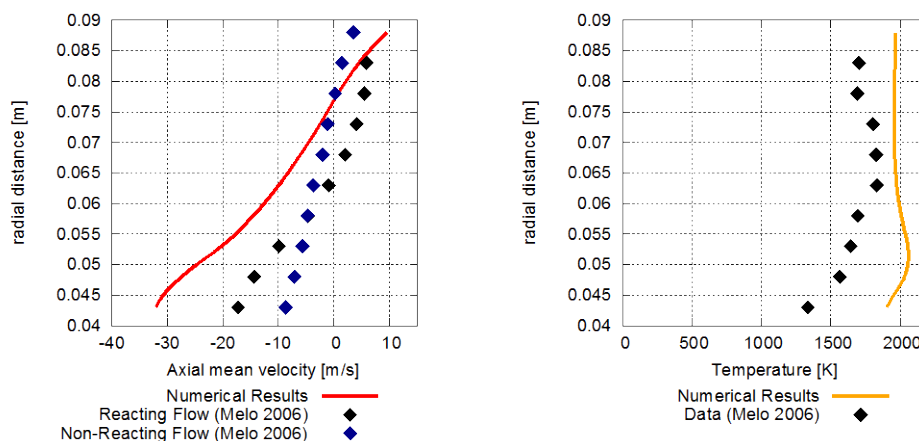 0.09
0.085
0.08
0.075
0.07
0.065
0.06
0.055
0.05
0.045
0.04
radial distance [m]
-40 -30 -20 -10 0 10
Axial mean velocity [m/s]
Numerical Results
Reacting Flow (Melo 2006)
Non-Reacting Flow (Melo 2006)
0.09
0.085
0.08
0.075
0.07
0.065
0.06
0.055
0.05
0.045
0.04
radial distance [m]
0 500 1000 1500 2000
Temperature [K]
Numerical Results
Data (Melo 2006)